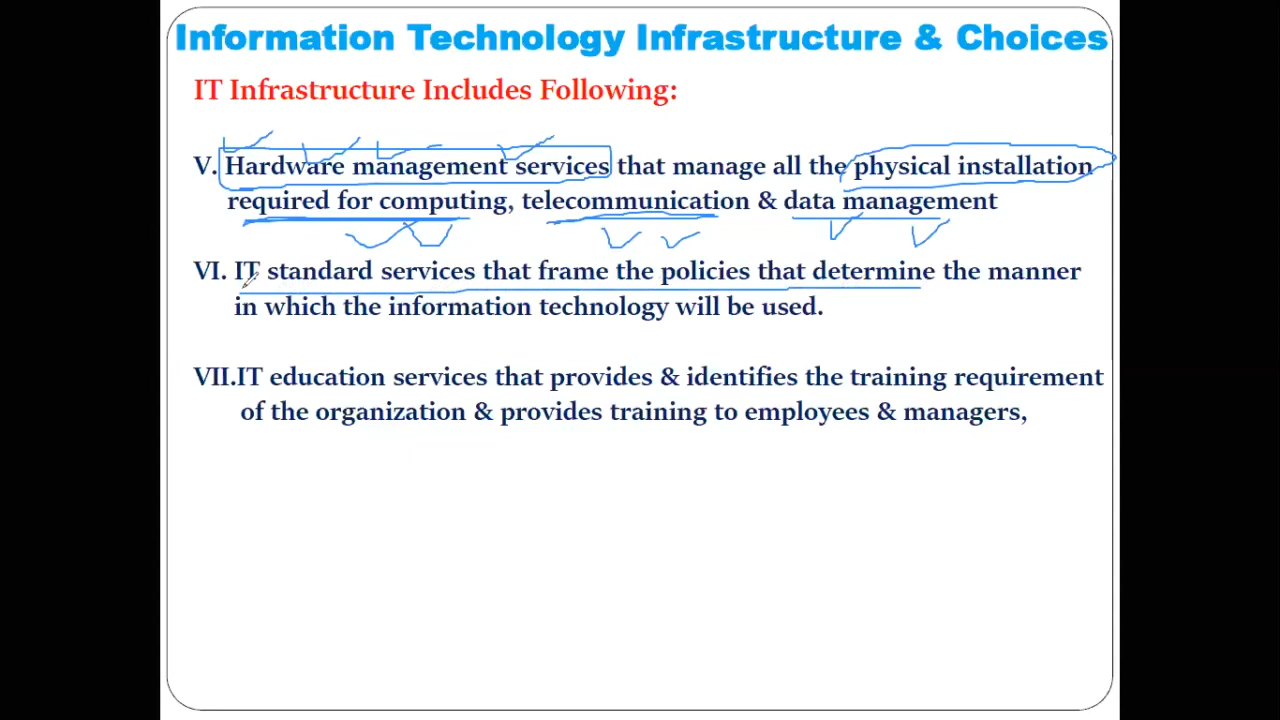 Information Technology Infrastructure & Choices
IT Infrastructure Includes Following:
V. Hardware management services that manage all the physical installation
required for computing, telecommunication & data management
VI. IT standard services that frame the policies that determine the manner
in which the information technology will be used.
VII.IT education services that provides & identifies the training requirement
of the organization & provides training to employees & managers,